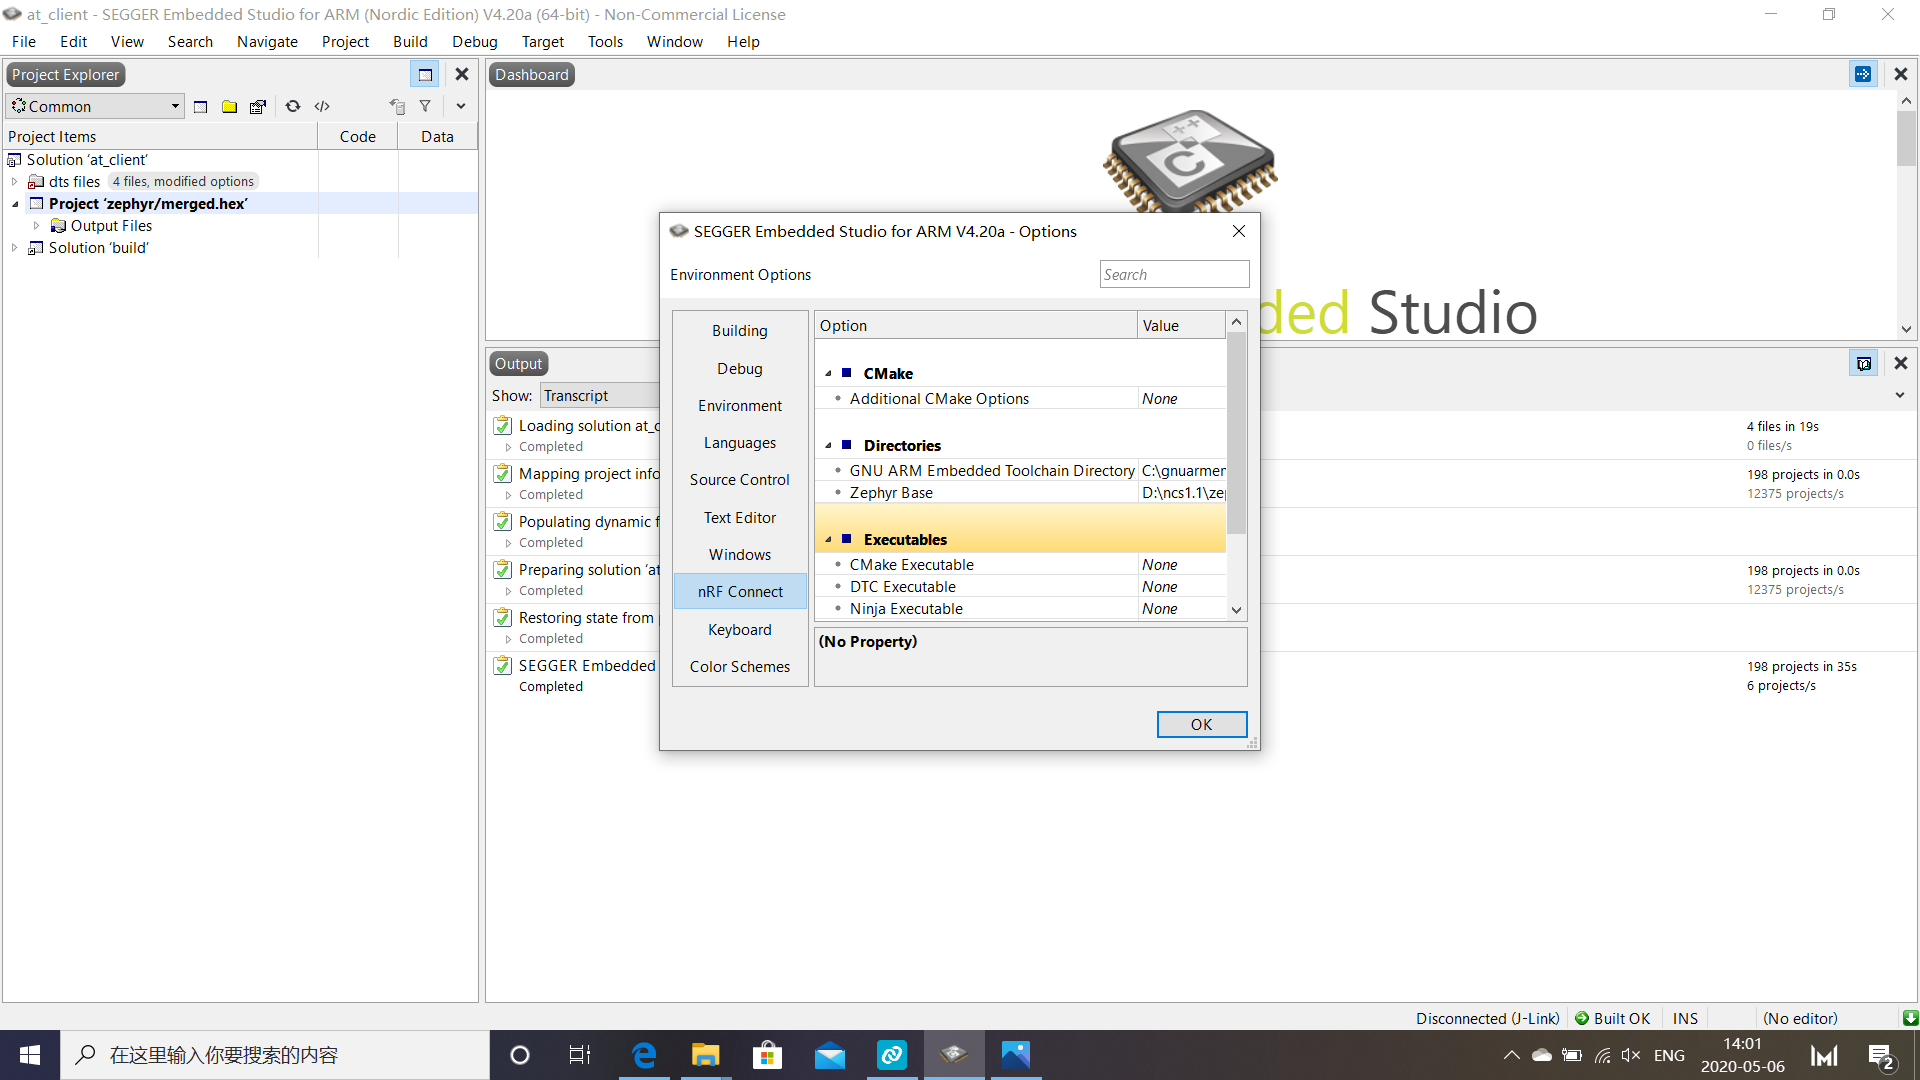 at_client - SEGGER Embedded Studio for ARM (Nordic Edition) V4.20a (64-bit) - Non-Commercial License
File Edit View Search Navigate Project Build Debug Target Tools Window Help
Project Explorer
Common
Project Items Code Data
Solution ‘at_client’
dts files 4 files, modified options
Project ‘zephyr/merged.hex’
Output Files
Solution ‘build’
Dashboard
ded Studio
Output
Show: Transcript
Loading solution at_c
Completed
4 files in 19s
0 files/s
Mapping project info
Completed
198 projects in 0.0s
12375 projects/s
Populating dynamic f
Completed
Preparing solution ‘at
Completed
198 projects in 0.0s
12375 projects/s
Restoring state from
Completed
SEGGER Embedded
Completed
198 projects in 35s
6 projects/s
SEGGER Embedded Studio for ARM V4.20a - Options
Environment Options
Search
Building
Debug
Environment
Languages
Source Control
Text Editor
Windows
nRF Connect
Keyboard
Color Schemes
Option Value
CMake
Additional CMake Options None
Directories
GNU ARM Embedded Toolchain Directory C:\gnuarmen
Zephyr Base D:\ncs1.1\zep
Executables
CMake Executable None
DTC Executable None
Ninja Executable None
(No Property)
OK
Disconnected (J-Link) Built OK INS (No editor)
在这里输入你要搜索的内容
ENG
14:01
2020-05-06
2